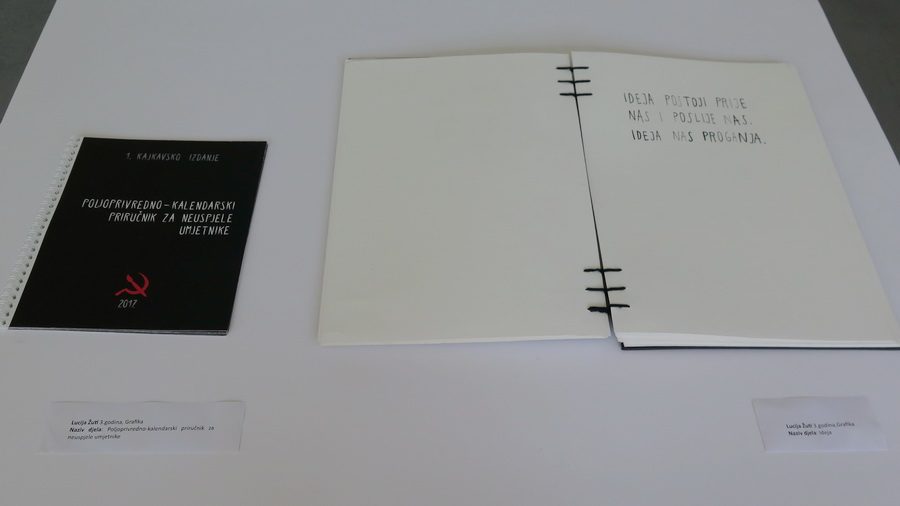 1. KAJKAVSKO IZDANJE
POLJOPRIVREDNO-KALENDARSKI
PRIRUČNIK ZA NEUSPJELE
UMJETNIKE
2017
IDEJA POSTOJI PRIJE
NAS I POSLIJE NAS.
IDEJA NAS PROGANJA.
Lucija Žuti 3.godina, Grafika
Naziv djela: Poljoprivredno-kalendarski priručnik za
neuspjele umjetnike
Lucija Žuti 3.godina, Grafika
Naziv djela: Ideja